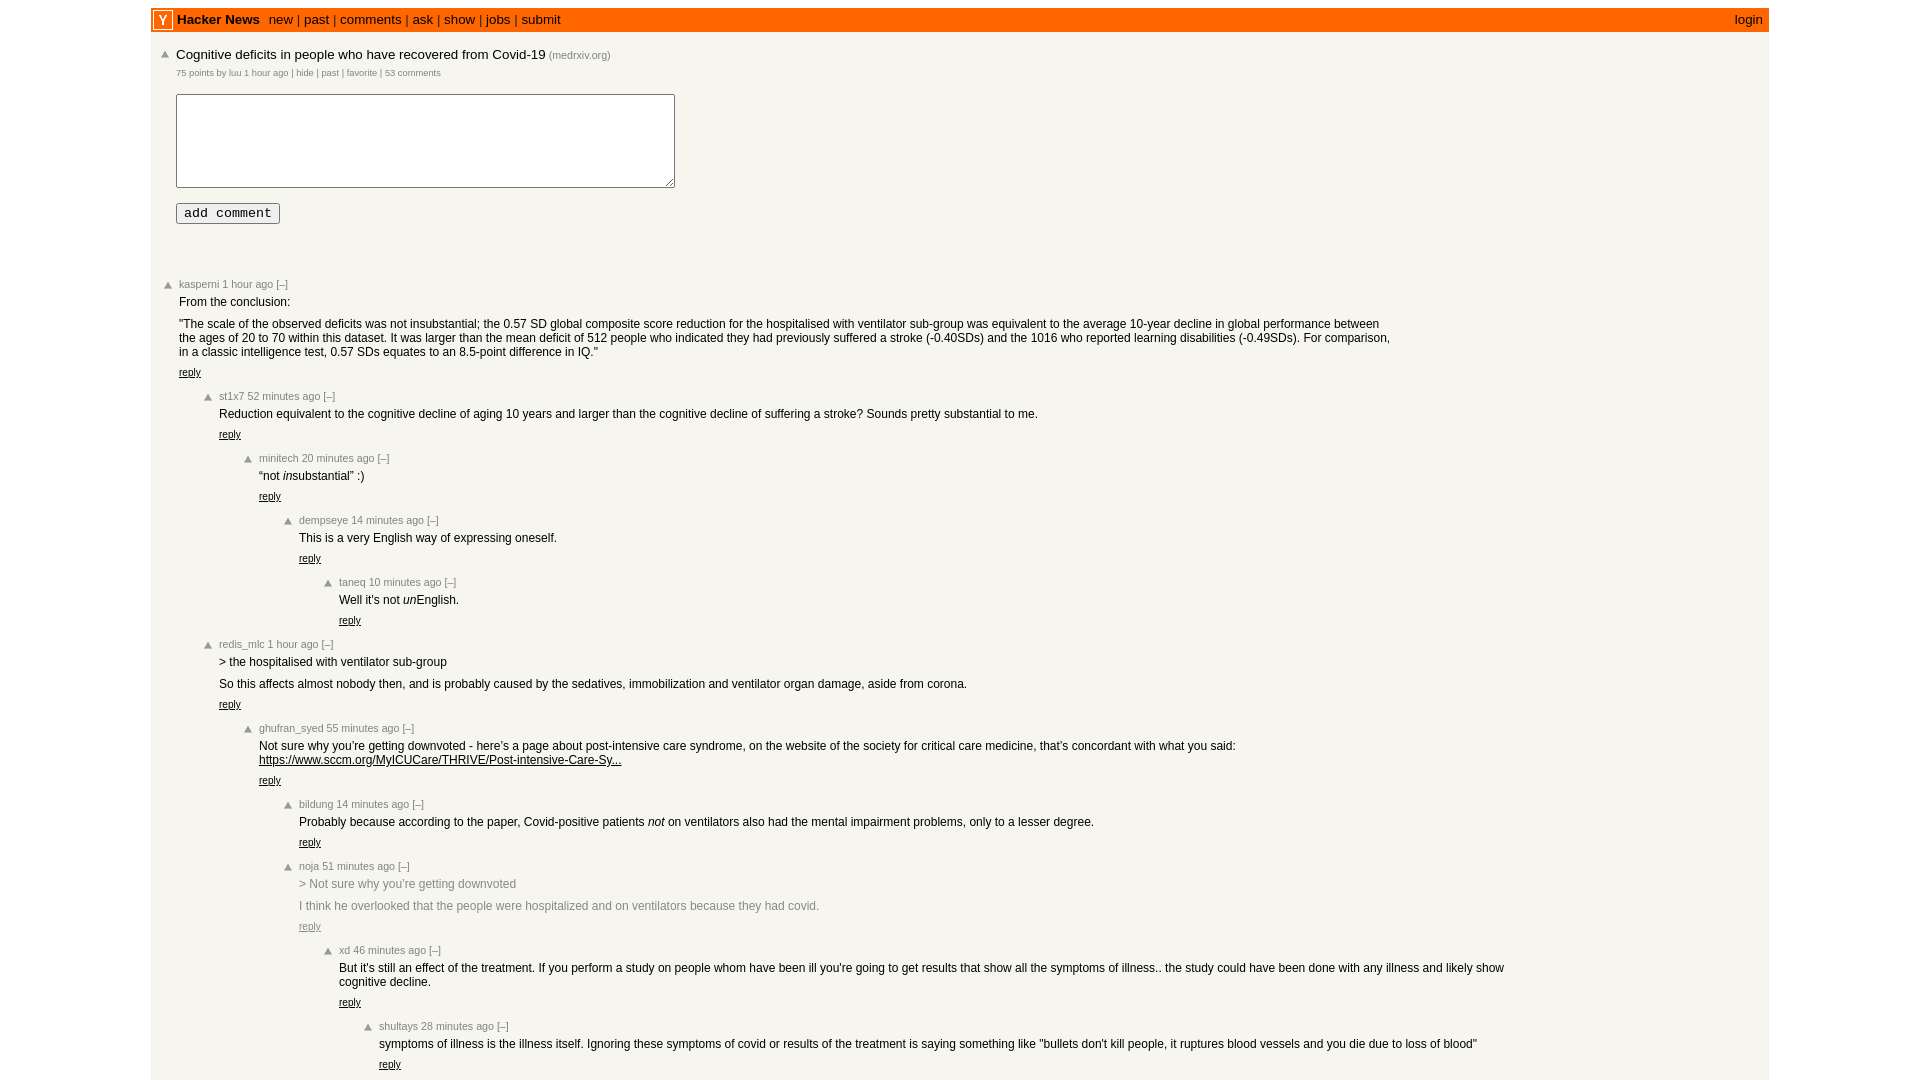 Y Hacker News new | past | comments | ask | show | jobs | submit login
Cognitive deficits in people who have recovered from Covid-19 (medrxiv.org)
75 points by luu 1 hour ago | hide | past | favorite | 53 comments
add comment
kasperni 1 hour ago [–]
From the conclusion:
"The scale of the observed deficits was not insubstantial; the 0.57 SD global composite score reduction for the hospitalised with ventilator sub-group was equivalent to the average 10-year decline in global performance between
the ages of 20 to 70 within this dataset. It was larger than the mean deficit of 512 people who indicated they had previously suffered a stroke (-0.40SDs) and the 1016 who reported learning disabilities (-0.49SDs). For comparison,
in a classic intelligence test, 0.57 SDs equates to an 8.5-point difference in IQ."
reply
st1x7 52 minutes ago [–]
Reduction equivalent to the cognitive decline of aging 10 years and larger than the cognitive decline of suffering a stroke? Sounds pretty substantial to me.
reply
minitech 20 minutes ago [–]
“not insubstantial” :)
reply
dempseye 14 minutes ago [–]
This is a very English way of expressing oneself.
reply
taneq 10 minutes ago [–]
Well it's not unEnglish.
reply
redis_mlc 1 hour ago [–]
> the hospitalised with ventilator sub-group
So this affects almost nobody then, and is probably caused by the sedatives, immobilization and ventilator organ damage, aside from corona.
reply
ghufran_syed 55 minutes ago [–]
Not sure why you’re getting downvoted - here’s a page about post-intensive care syndrome, on the website of the society for critical care medicine, that’s concordant with what you said:
https://www.sccm.org/MyICUCare/THRIVE/Post-intensive-Care-Sy...
reply
bildung 14 minutes ago [–]
Probably because according to the paper, Covid-positive patients not on ventilators also had the mental impairment problems, only to a lesser degree.
reply
noja 51 minutes ago [–]
> Not sure why you’re getting downvoted
I think he overlooked that the people were hospitalized and on ventilators because they had covid.
reply
xd 46 minutes ago [–]
But it's still an effect of the treatment. If you perform a study on people whom have been ill you're going to get results that show all the symptoms of illness.. the study could have been done with any illness and likely show
cognitive decline.
reply
shultays 28 minutes ago [–]
symptoms of illness is the illness itself. Ignoring these symptoms of covid or results of the treatment is saying something like "bullets don't kill people, it ruptures blood vessels and you die due to loss of blood"
reply